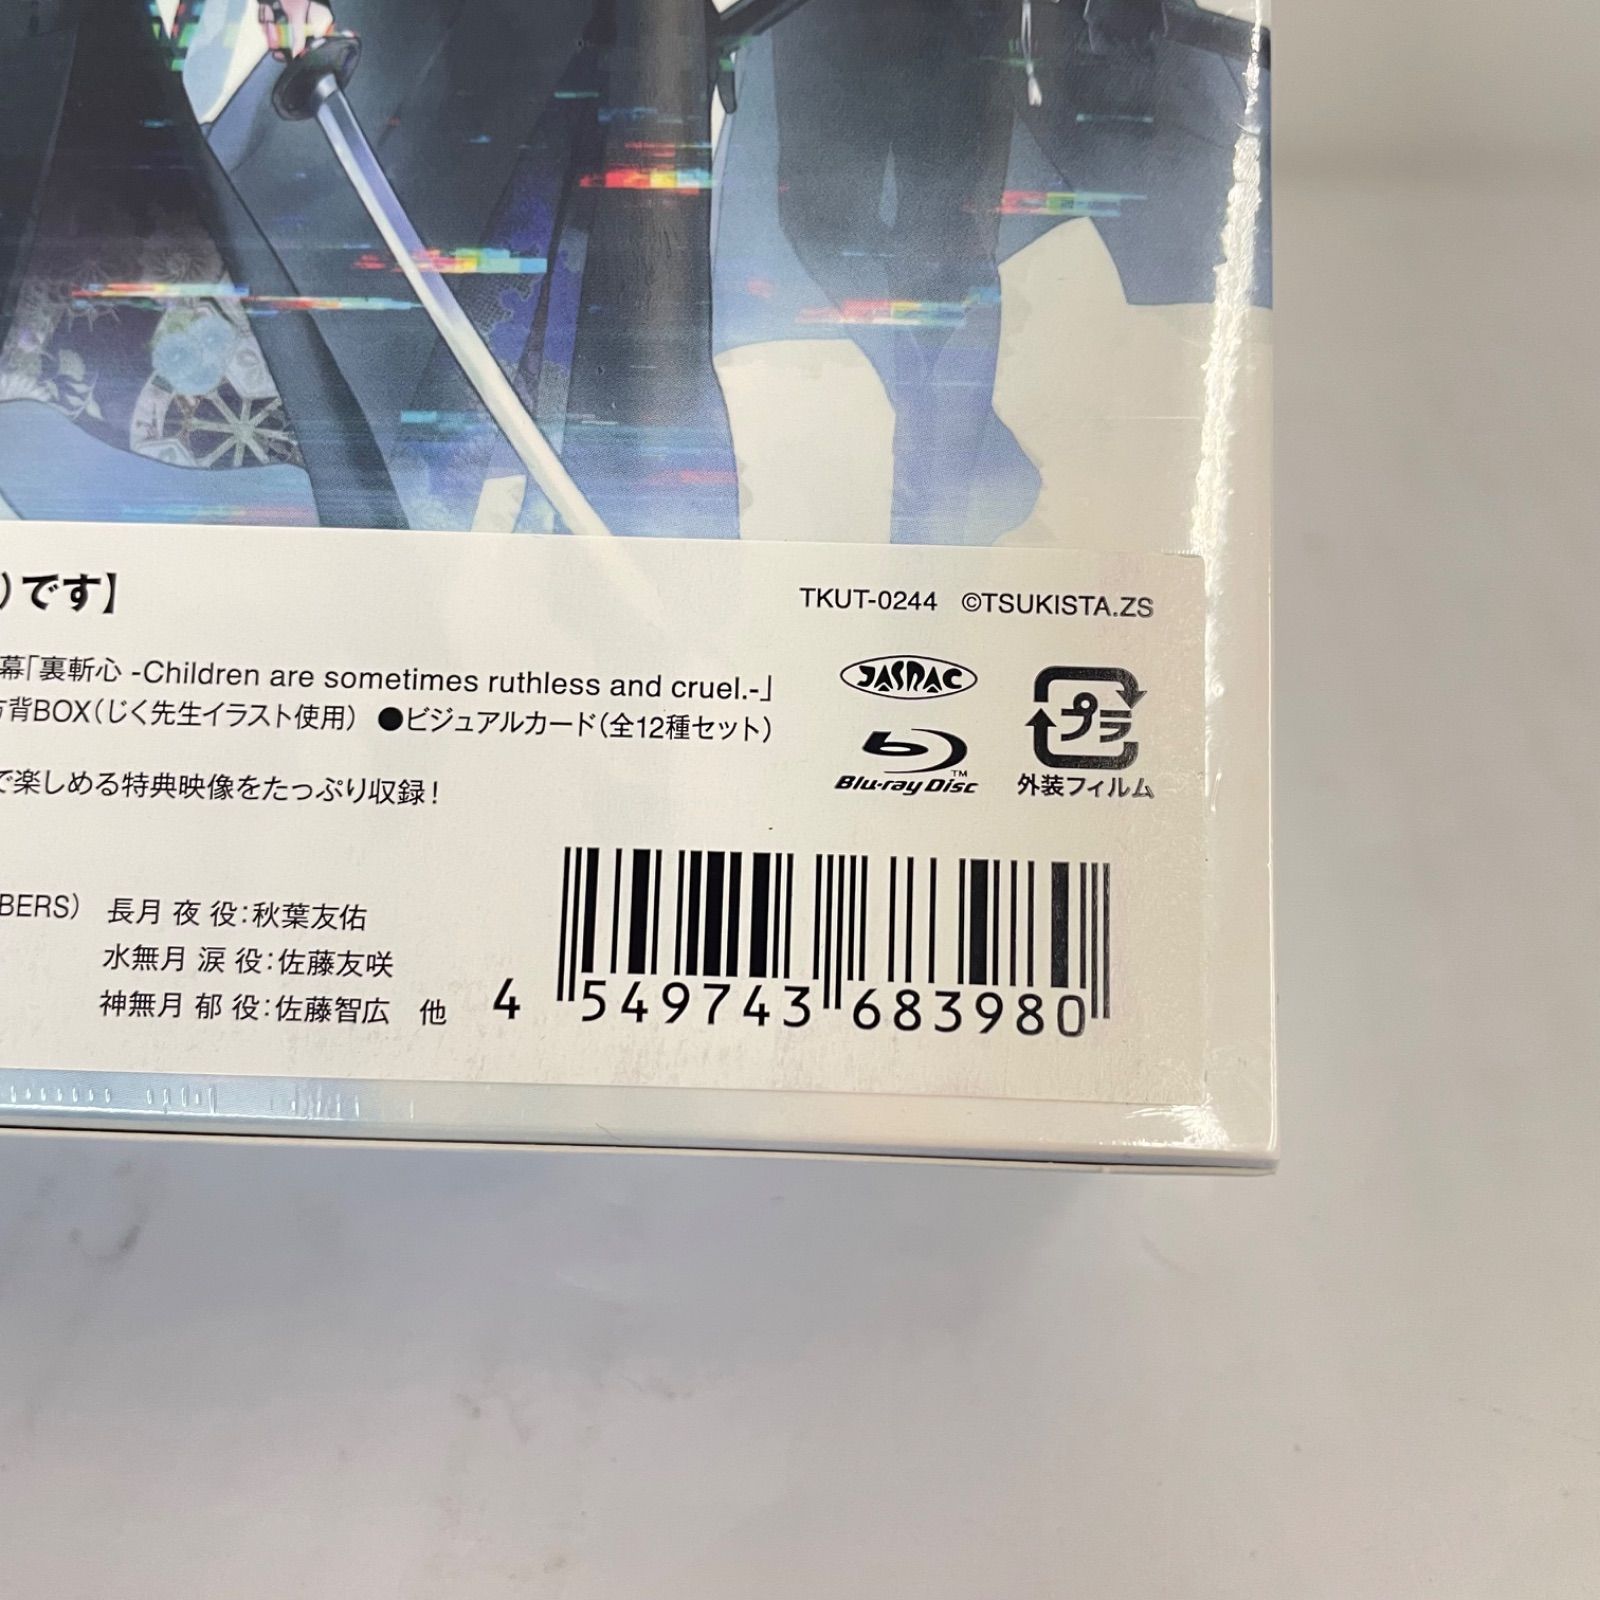 )です】
TKUT-0244 ©TSUKISTA.ZS
幕「裏斬心 -Children are sometimes ruthless and cruel.-」
方背BOX(じく先生イラスト使用) ●ビジュアルカード(全12種セット)
で楽しめる特典映像をたっぷり収録!
JASRAC
Blu-ray Disc TM
プラ
外装フィルム
BERS) 長月 夜 役:秋葉友佑
水無月 涙 役:佐藤友咲
神無月 郁 役:佐藤智広 他
4 549743 683980